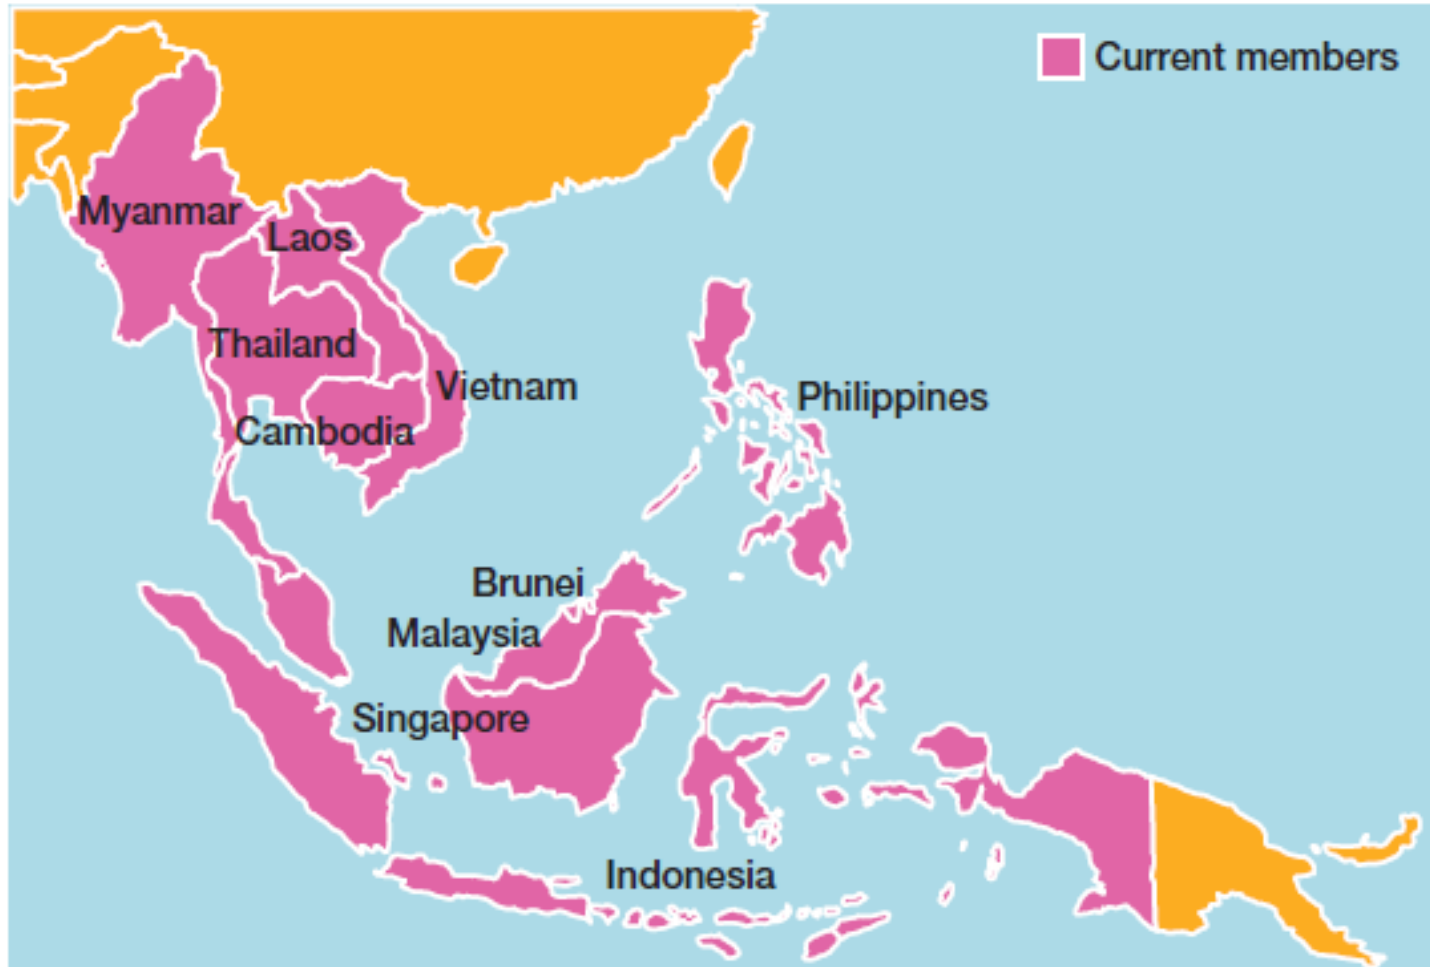 Current members
Myanmar
Laos
Thailand
Vietnam
Philippines
Cambodia
Brunei
Malaysia
Singapore
Indonesia